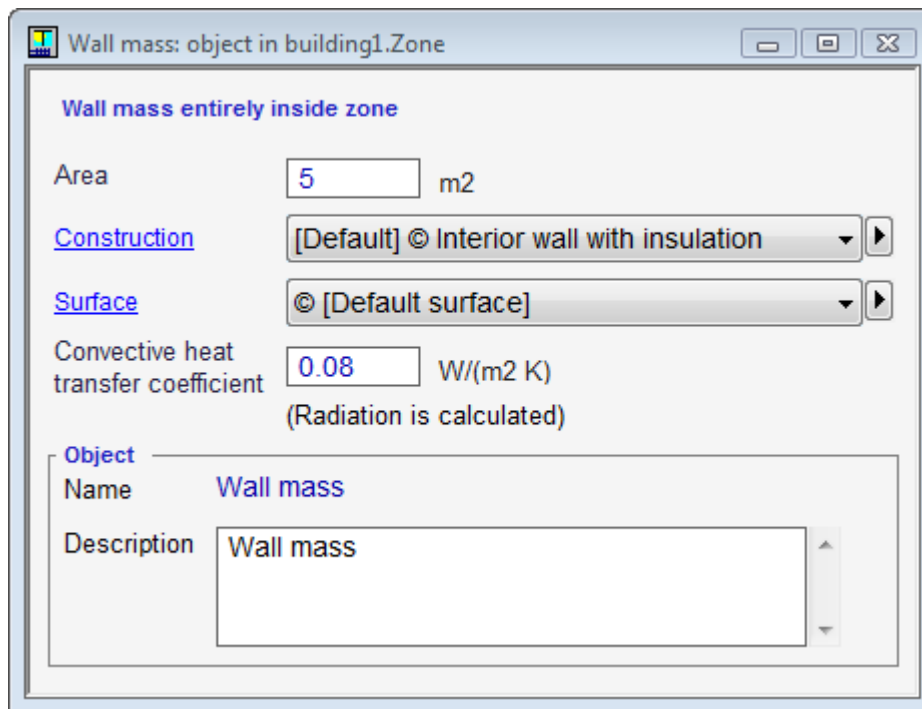 Wall mass: object in building1.Zone
Wall mass entirely inside zone
Area 5 m2
Construction [Default] © Interior wall with insulation
Surface © [Default surface]
Convective heat
transfer coefficient 0.08 W/(m2 K)
(Radiation is calculated)
Object
Name Wall mass
Description Wall mass